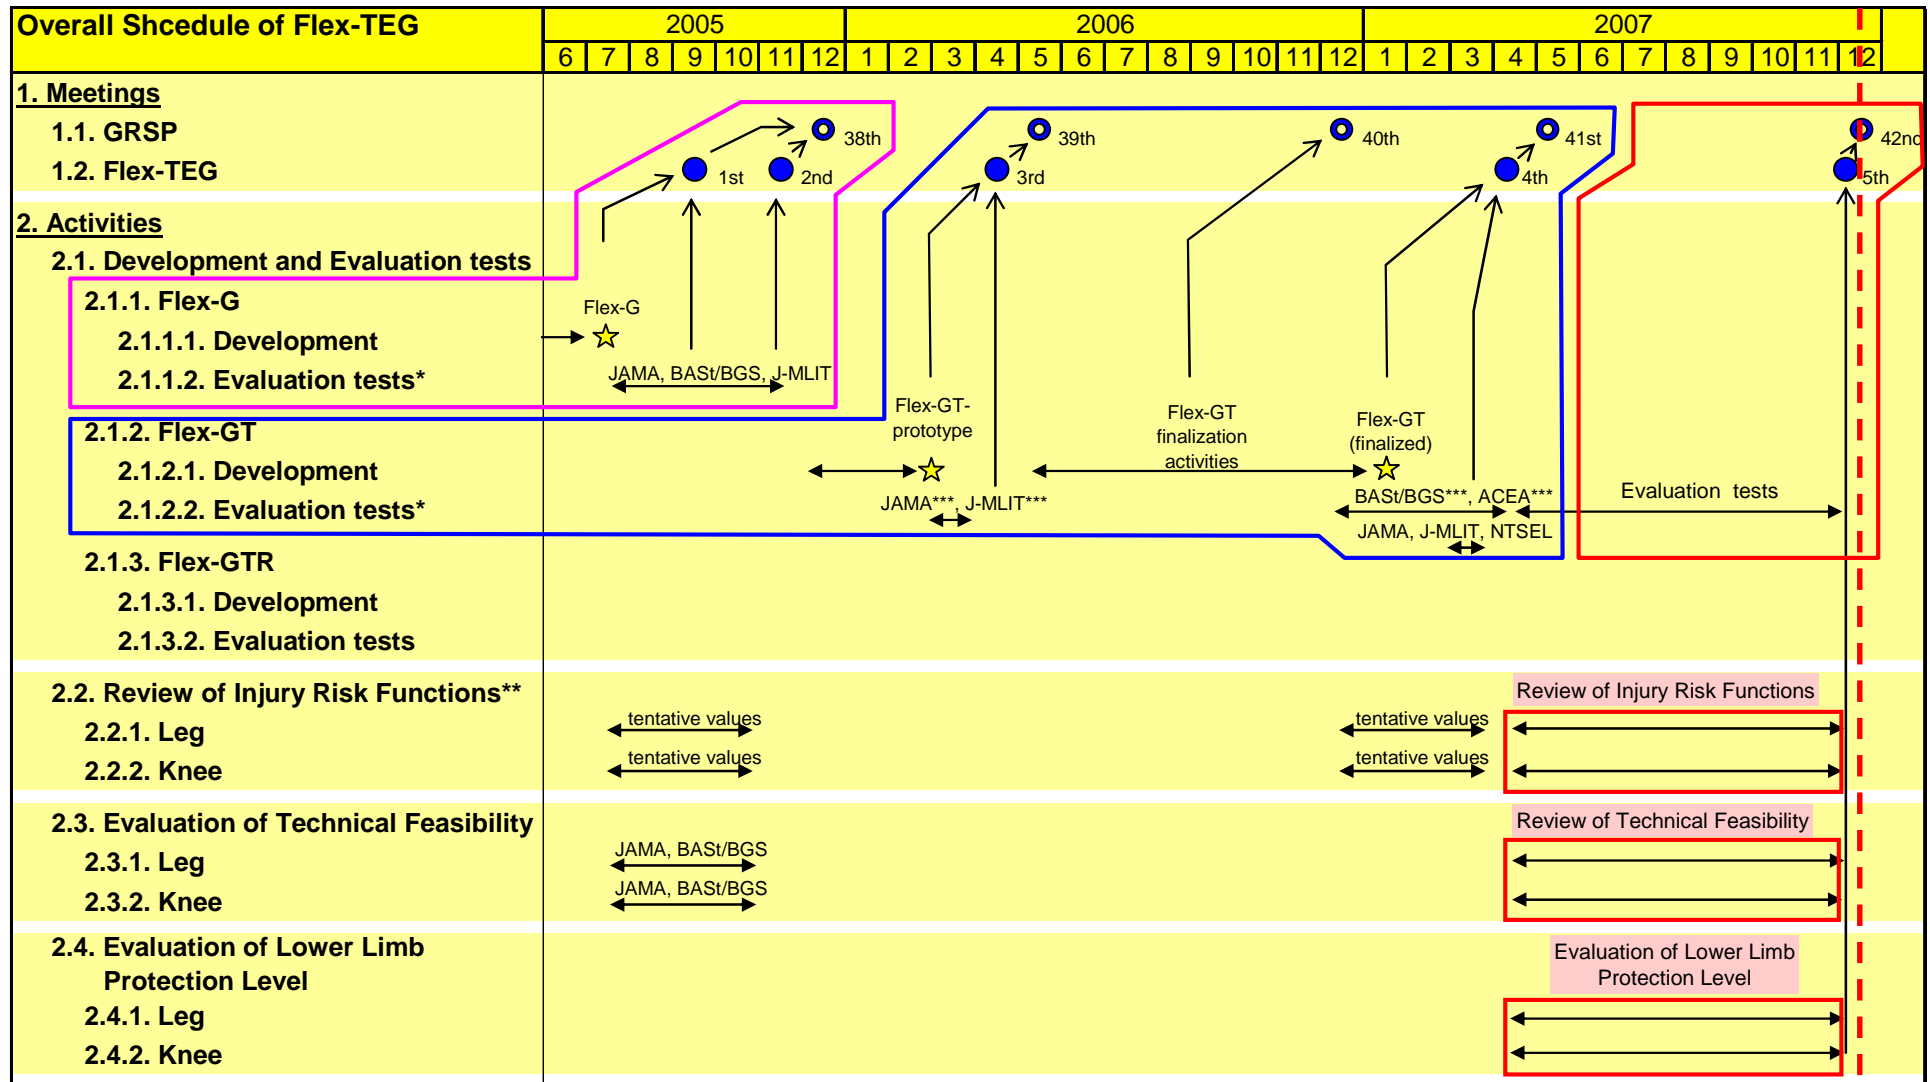 Overall Shcedule of Flex-TEG
2005 2006 2007
6 7 8 9 10 11 12 1 2 3 4 5 6 7 8 9 10 11 12 1 2 3 4 5 6 7 8 9 10 11 12
1. Meetings
1.1. GRSP
38th 39th 40th 41st 42nd
1.2. Flex-TEG
1st 2nd 3rd 4th 5th
2. Activities
2.1. Development and Evaluation tests
2.1.1. Flex-G
Flex-G
2.1.1.1. Development
2.1.1.2. Evaluation tests*
JAMA, BASt/BGS, J-MLIT
2.1.2. Flex-GT
Flex-GT-
prototype
Flex-GT
finalization
activities
Flex-GT
(finalized)
2.1.2.1. Development
2.1.2.2. Evaluation tests*
JAMA***, J-MLIT***
BASt/BGS***, ACEA***
Evaluation tests
JAMA, J-MLIT, NTSEL
2.1.3. Flex-GTR
2.1.3.1. Development
2.1.3.2. Evaluation tests
2.2. Review of Injury Risk Functions**
Review of Injury Risk Functions
2.2.1. Leg
tentative values tentative values
2.2.2. Knee
tentative values tentative values
2.3. Evaluation of Technical Feasibility
Review of Technical Feasibility
2.3.1. Leg
JAMA, BASt/BGS
2.3.2. Knee
JAMA, BASt/BGS
2.4. Evaluation of Lower Limb
Protection Level
Evaluation of Lower Limb
Protection Level
2.4.1. Leg
2.4.2. Knee